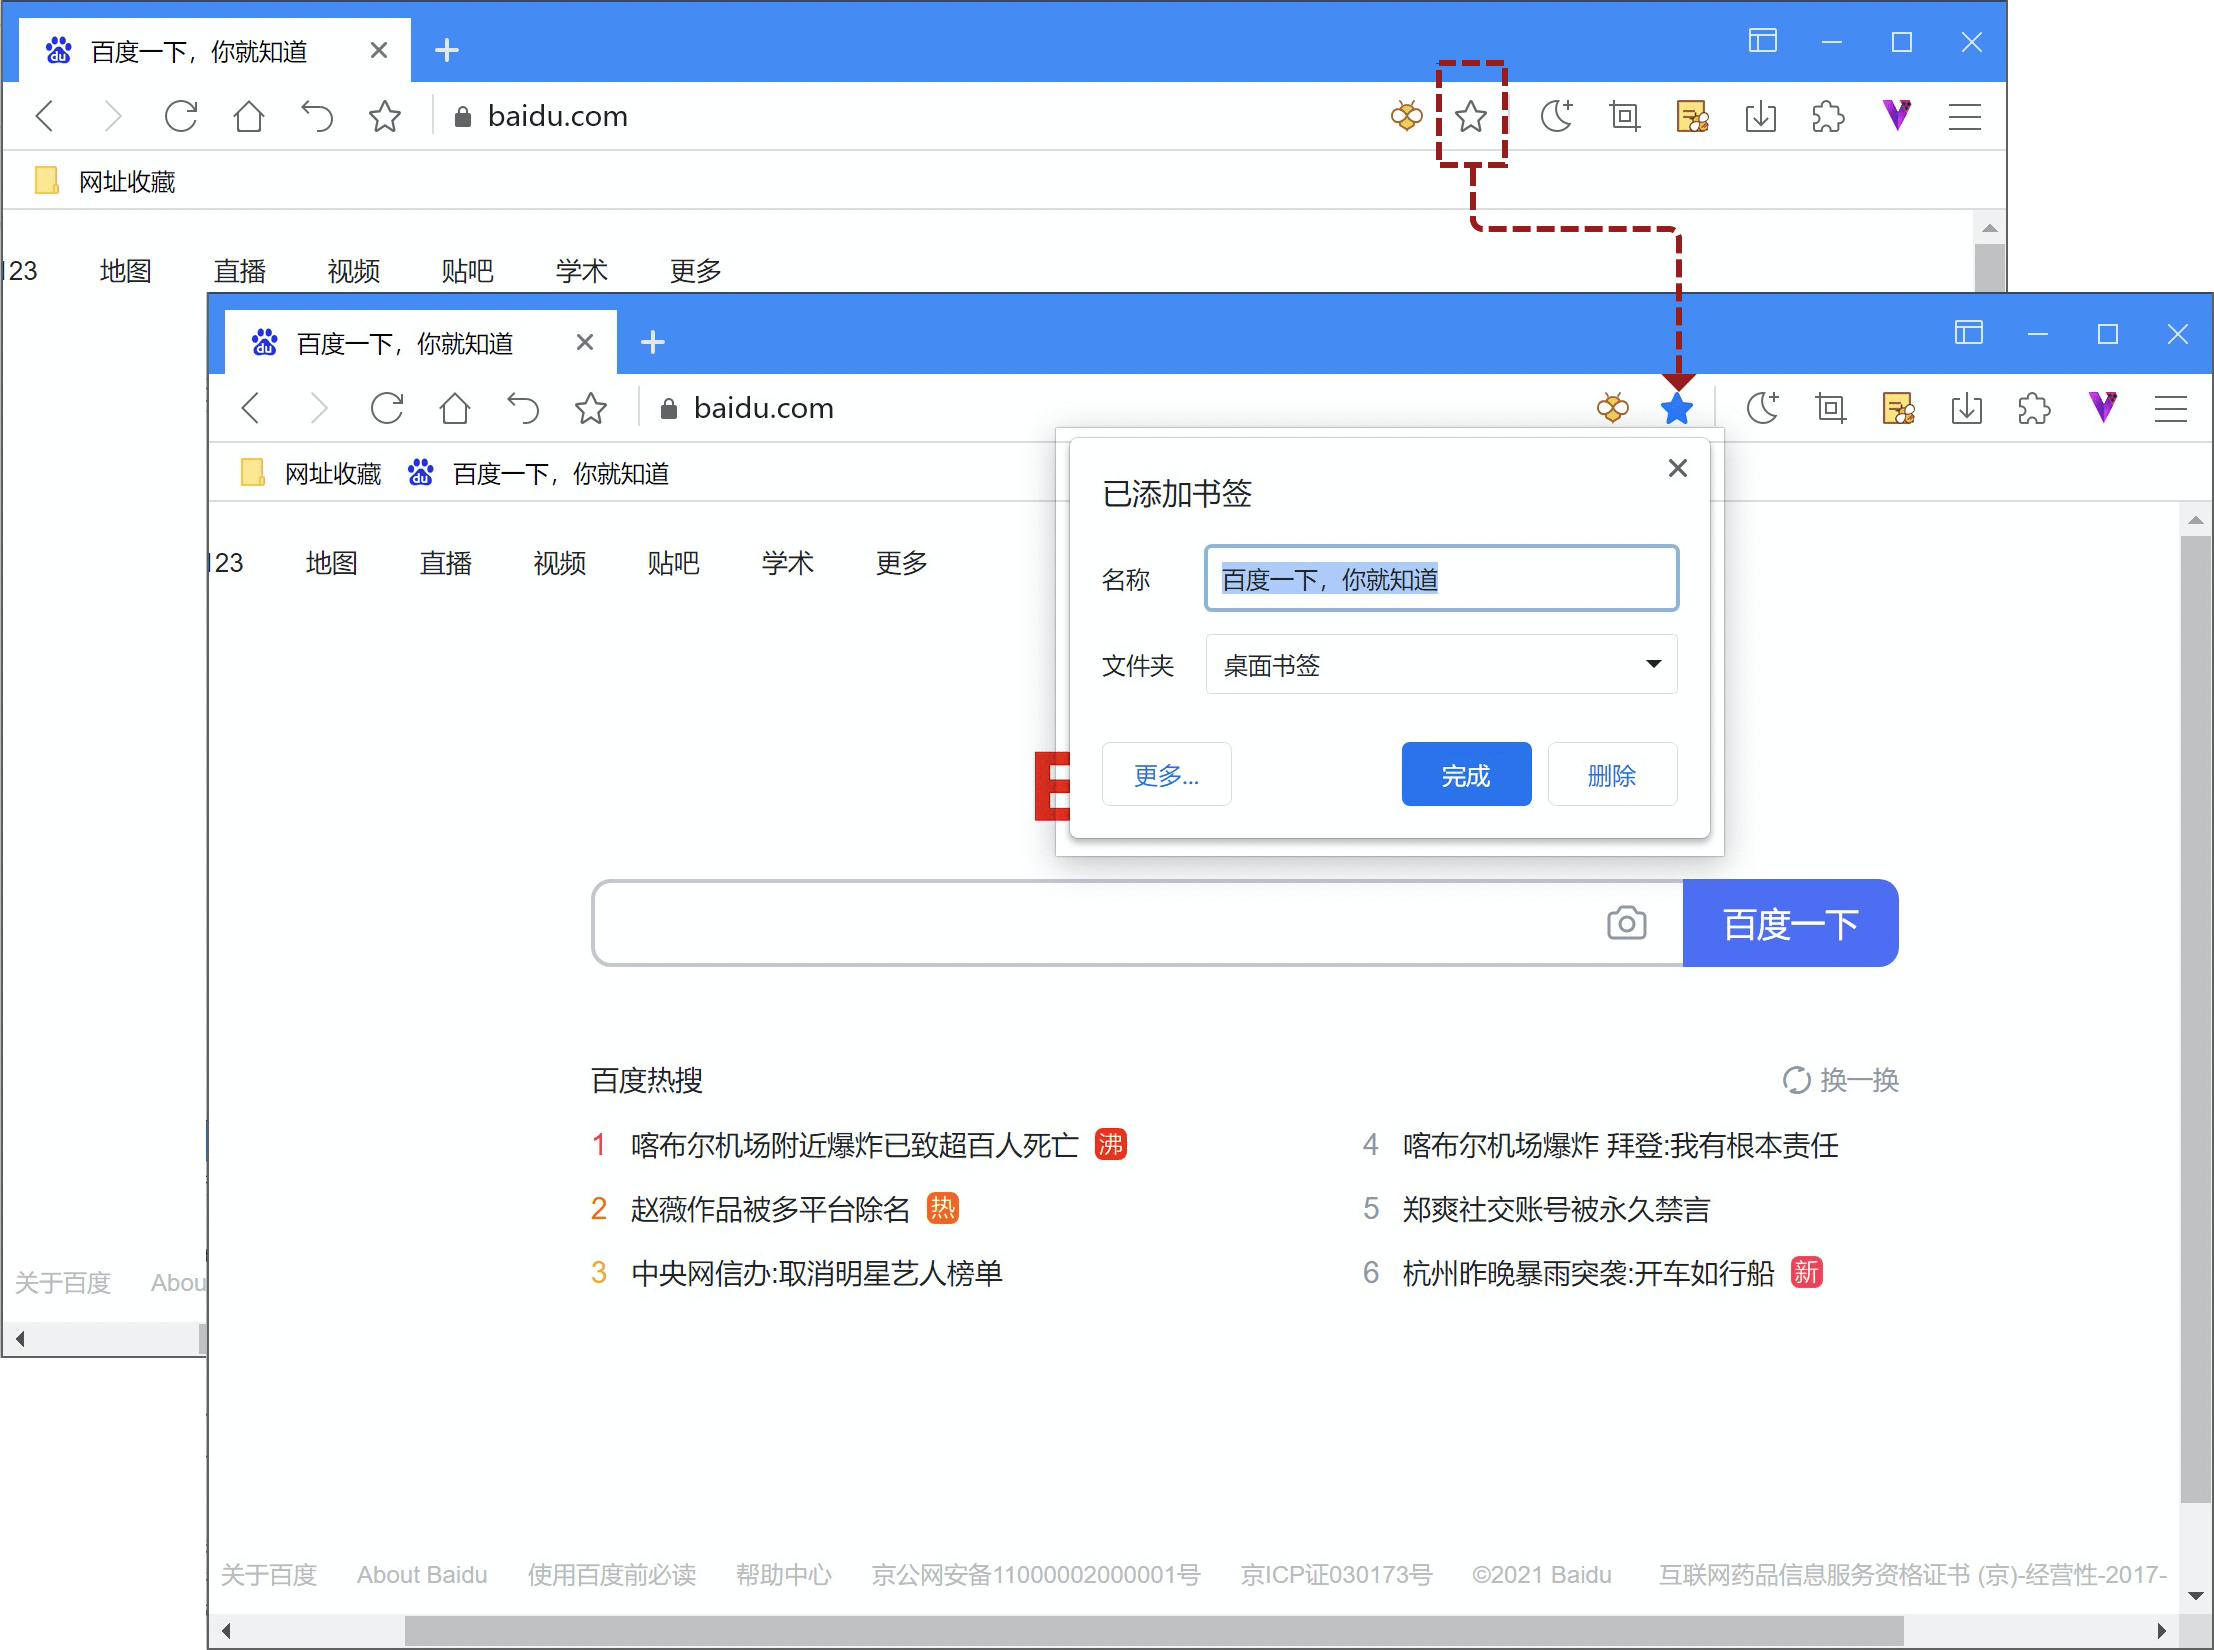 百度一下，你就知道
baidu.com
网址收藏
123 地图 直播 视频 贴吧 学术 更多
百度一下，你就知道
baidu.com
网址收藏 百度一下，你就知道
123 地图 直播 视频 贴吧 学术 更多
已添加书签
名称 百度一下，你就知道
文件夹 桌面书签
更多... 完成 删除
百度一下
百度热搜 换一换
1 喀布尔机场附近爆炸已致超百人死亡 沸
2 赵薇作品被多平台除名 热
3 中央网信办:取消明星艺人榜单
4 喀布尔机场爆炸 拜登:我有根本责任
5 郑爽社交账号被永久禁言
6 杭州昨晚暴雨突袭:开车如行船 新
关于百度 Abou
关于百度 About Baidu 使用百度前必读 帮助中心 京公网安备11000002000001号 京ICP证030173号 ©2021 Baidu 互联网药品信息服务资格证书 (京)-经营性-2017-